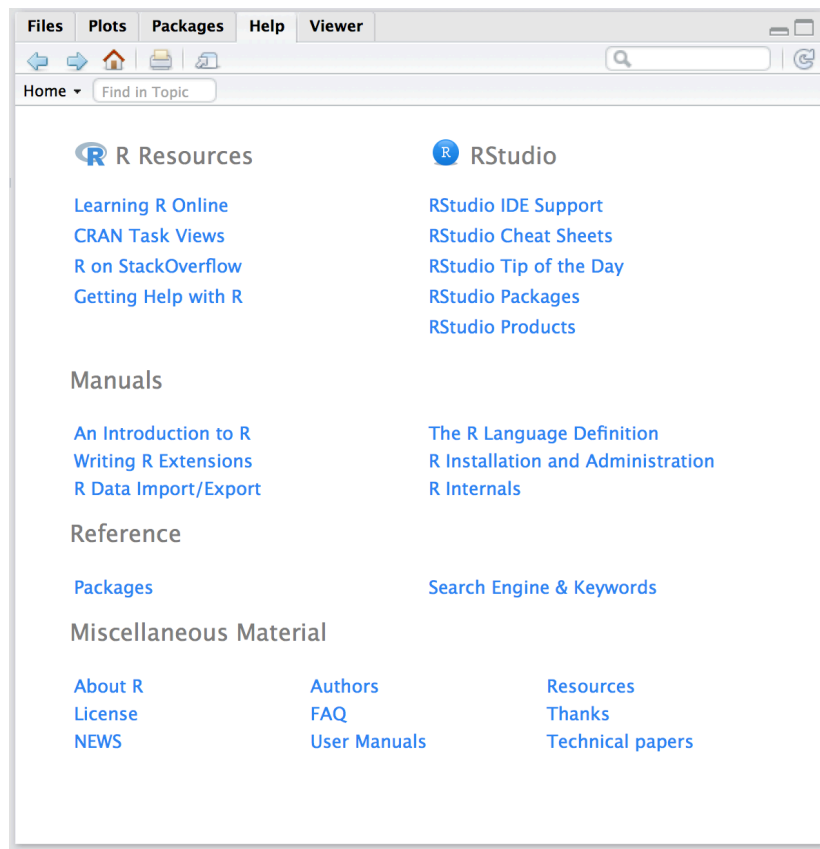 Files Plots Packages Help Viewer
Home Find in Topic
R R Resources R RStudio
Learning R Online RStudio IDE Support
CRAN Task Views RStudio Cheat Sheets
R on StackOverflow RStudio Tip of the Day
Getting Help with R RStudio Packages
RStudio Products
Manuals
An Introduction to R The R Language Definition
Writing R Extensions R Installation and Administration
R Data Import/Export R Internals
Reference
Packages Search Engine & Keywords
Miscellaneous Material
About R Authors Resources
License FAQ Thanks
NEWS User Manuals Technical papers